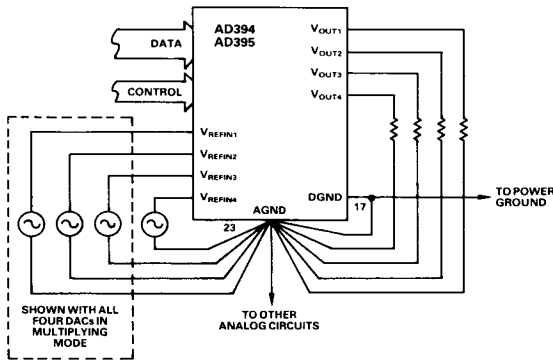 AD394
AD395
DATA
CONTROL
VOUT1
VOUT2
VOUT3
VOUT4
VREFIN1
VREFIN2
VREFIN3
VREFIN4
DGND
17
AGND
23
TO POWER
GROUND
SHOWN WITH ALL
FOUR DACs IN
MULTIPLYING
MODE
TO OTHER
ANALOG CIRCUITS